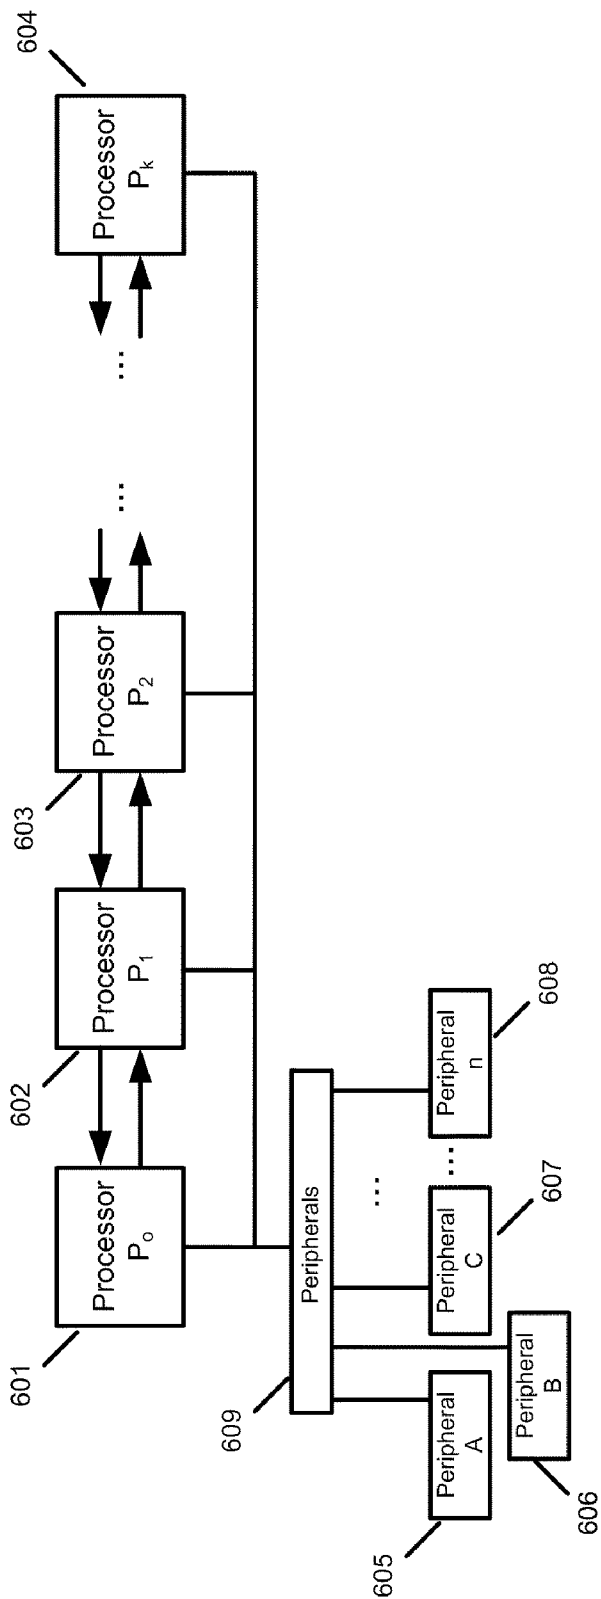 601
602
603
604
Processor
P₀
Processor
P₁
Processor
P₂
...
...
Processor
Pₖ
609
Peripherals
...
605
Peripheral
A
606
Peripheral
B
607
Peripheral
C
...
608
Peripheral
n